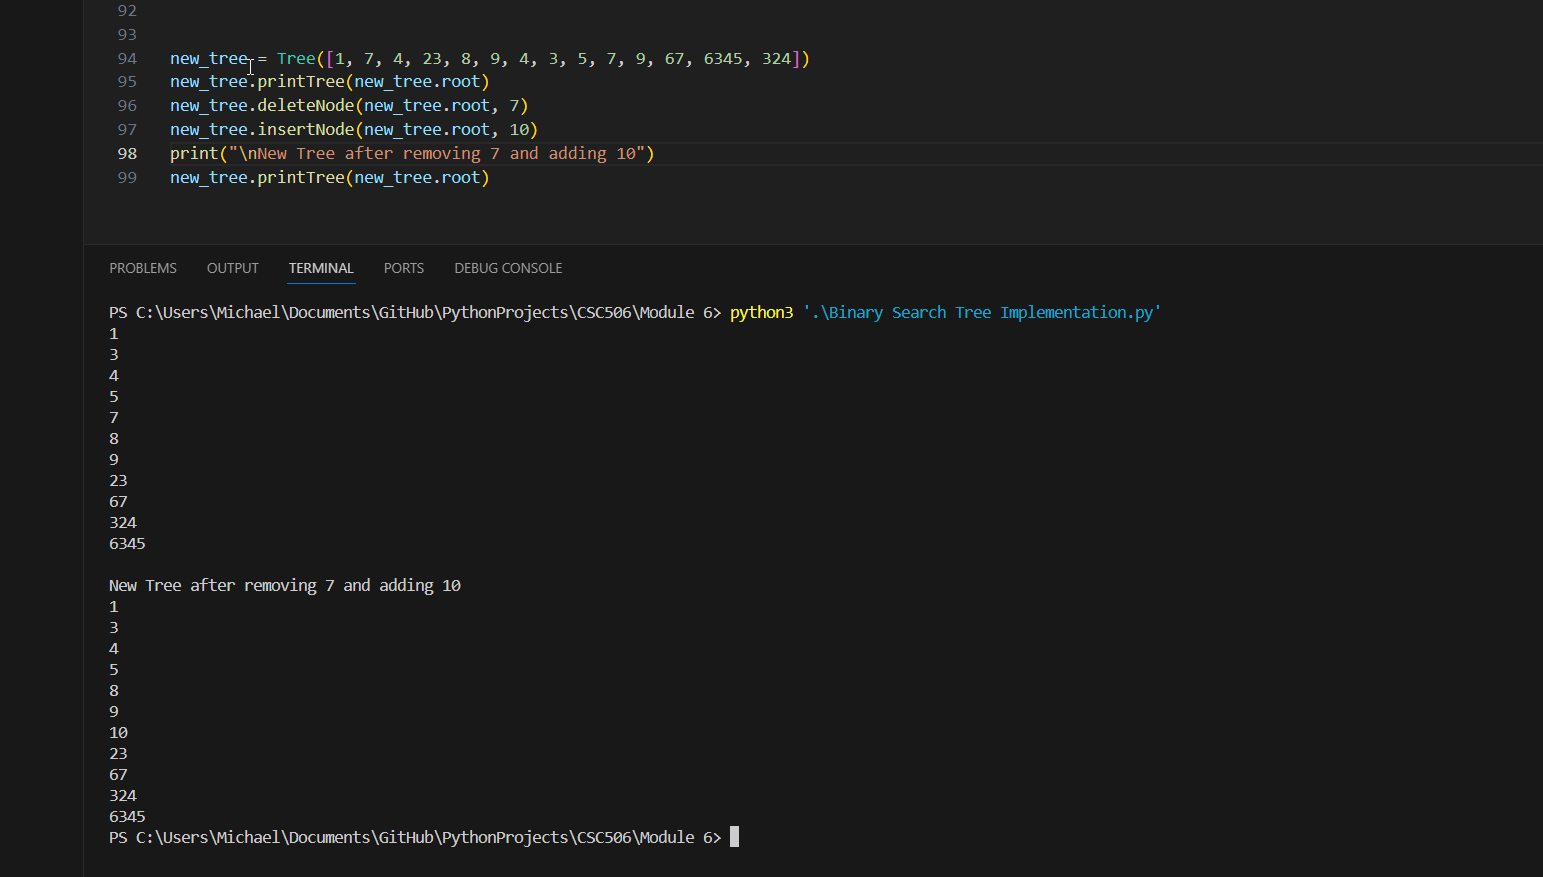 92
93
94 new_tree = Tree([1, 7, 4, 23, 8, 9, 4, 3, 5, 7, 9, 67, 6345, 324])
95 new_tree.printTree(new_tree.root)
96 new_tree.deleteNode(new_tree.root, 7)
97 new_tree.insertNode(new_tree.root, 10)
98 print("\nNew Tree after removing 7 and adding 10")
99 new_tree.printTree(new_tree.root)
PROBLEMS OUTPUT TERMINAL PORTS DEBUG CONSOLE
PS C:\Users\Michael\Documents\GitHub\PythonProjects\CSC506\Module 6> python3 '.\Binary Search Tree Implementation.py'
1
3
4
5
7
8
9
23
67
324
6345
New Tree after removing 7 and adding 10
1
3
4
5
8
9
10
23
67
324
6345
PS C:\Users\Michael\Documents\GitHub\PythonProjects\CSC506\Module 6>